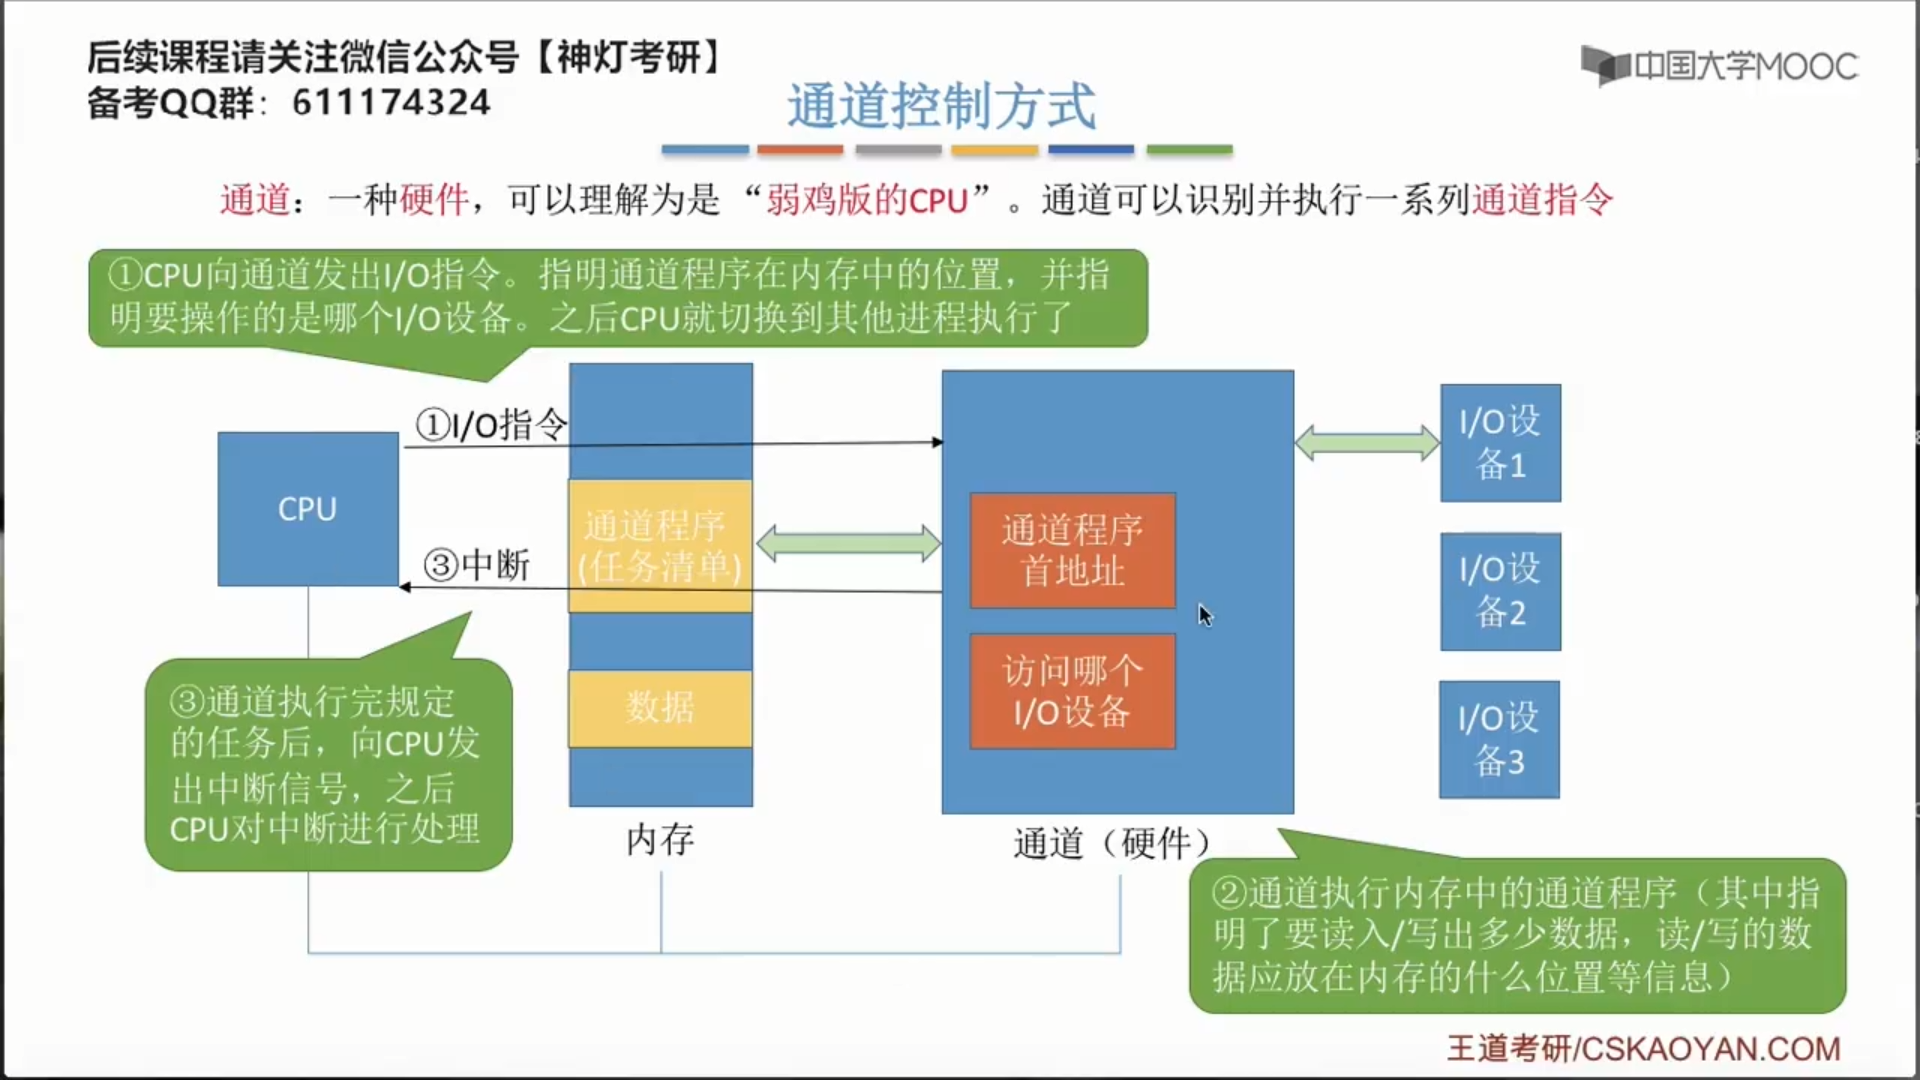 后续课程请关注微信公众号【神灯考研】
备考QQ群：611174324
中国大学MOOC
通道控制方式
通道：一种硬件，可以理解为是“弱鸡版的CPU”。通道可以识别并执行一系列通道指令
①CPU向通道发出I/O指令。指明通道程序在内存中的位置，并指
明要操作的是哪个I/O设备。之后CPU就切换到其他进程执行了
①I/O指令
CPU
③中断
通道程序
(任务清单)
数据
内存
通道程序
首地址
访问哪个
I/O设备
通道（硬件）
I/O设
备1
I/O设
备2
I/O设
备3
③通道执行完规定
的任务后，向CPU发
出中断信号，之后
CPU对中断进行处理
②通道执行内存中的通道程序（其中指
明了要读入/写出多少数据，读/写的数
据应放在内存的什么位置等信息）
王道考研/CSKAOYAN.COM